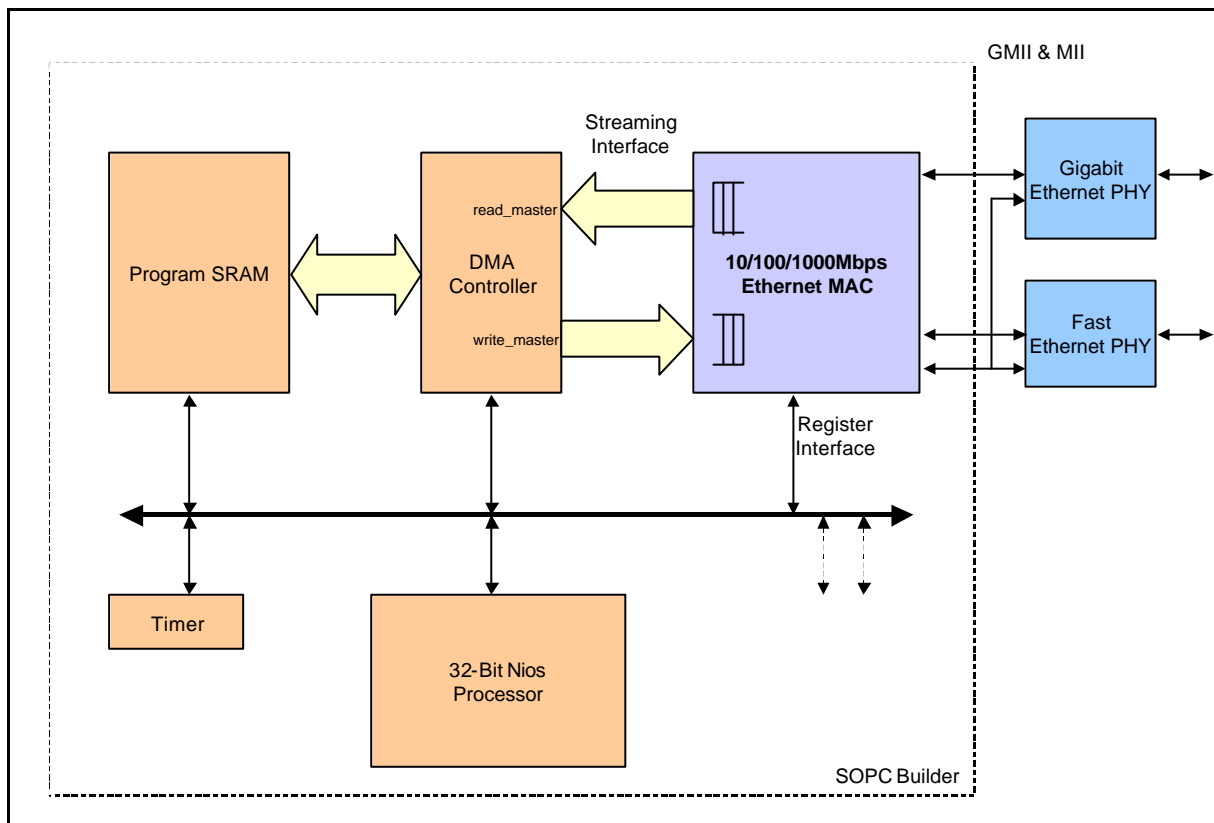 GMII & MII
Streaming
Interface
Gigabit
Ethernet PHY
read_master
Program SRAM
DMA
Controller
10/100/1000Mbps
Ethernet MAC
write_master
Fast
Ethernet PHY
Register
Interface
Timer
32-Bit Nios
Processor
SOPC Builder